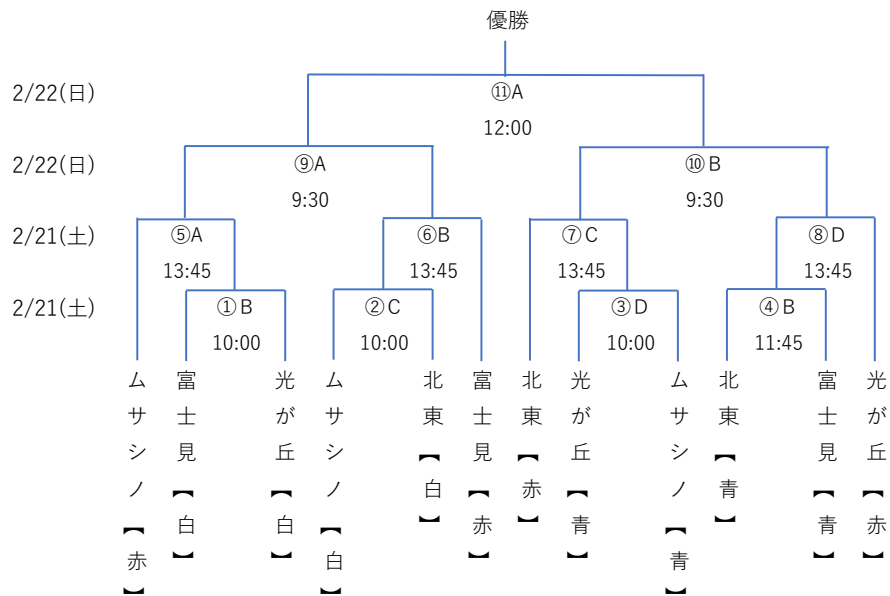 優勝
2/22(日)
⑪A
12:00
2/22(日)
⑨A
⑩B
9:30
9:30
2/21(土)
⑤A
⑥B
⑦C
⑧D
13:45
13:45
13:45
13:45
2/21(土)
①B
②C
③D
④B
10:00
10:00
10:00
11:45
ムサシノ【赤】
富士見【白】
光が丘【白】
ムサシノ【白】
北東【白】
富士見【赤】
北東【赤】
光が丘【青】
ムサシノ【青】
北東【青】
富士見【青】
光が丘【赤】